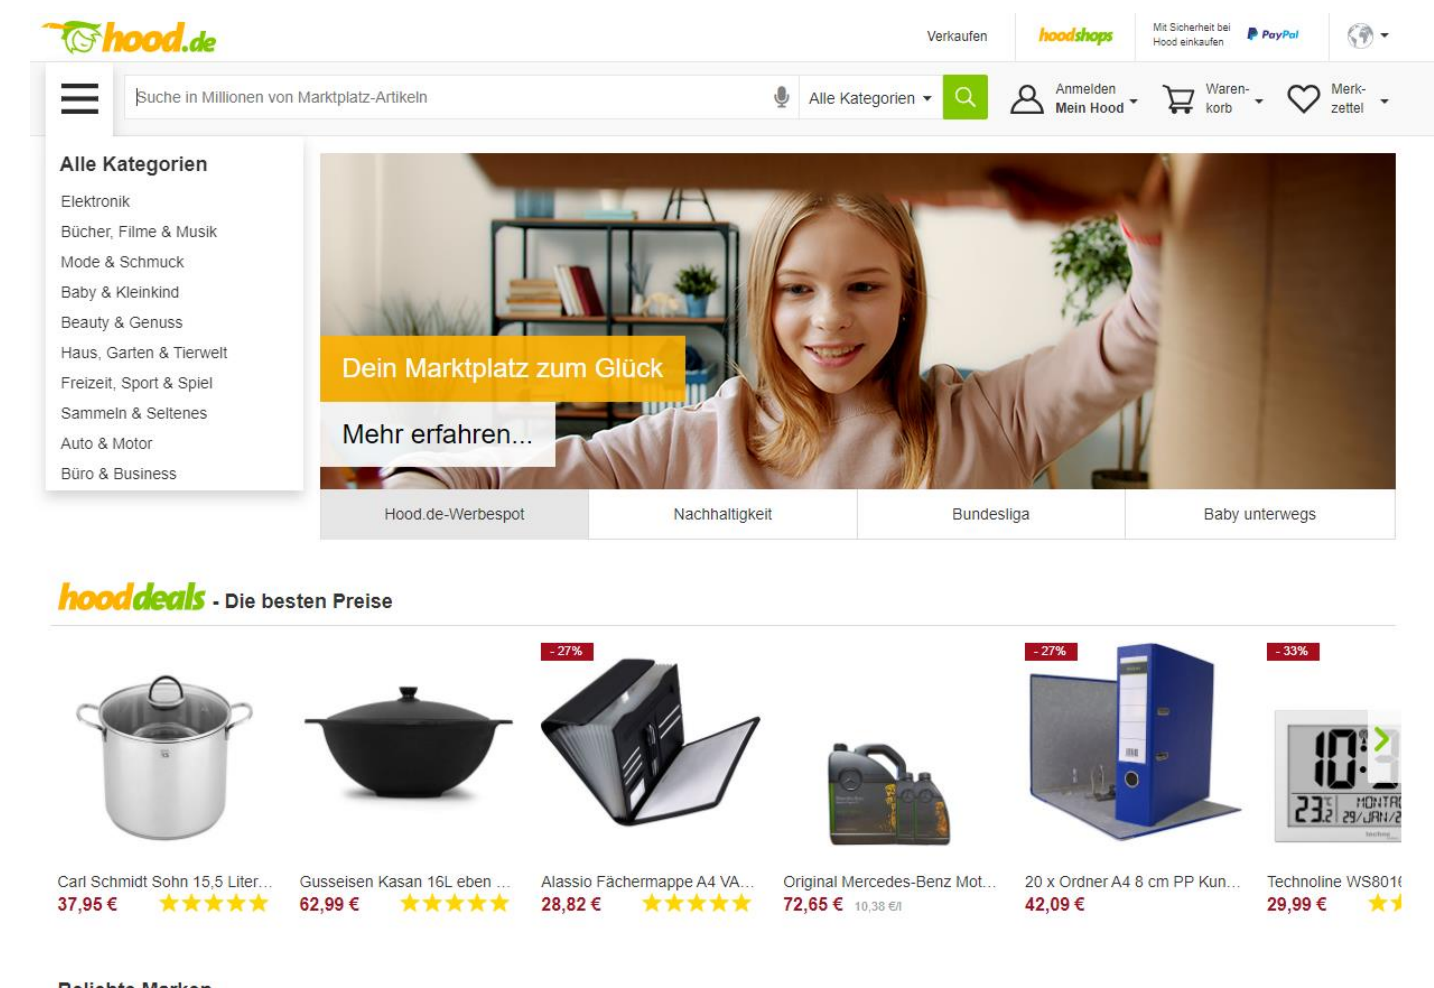 hood.de
Verkaufen
hoodshops
Mit Sicherheit bei
Hood einkaufen
PayPal
Suche in Millionen von Marktplatz-Artikeln
Alle Kategorien
Anmelden
Mein Hood
Waren-
korb
Merk-
zettel
Alle Kategorien
Elektronik
Bücher, Filme & Musik
Mode & Schmuck
Baby & Kleinkind
Beauty & Genuss
Haus, Garten & Tierwelt
Freizeit, Sport & Spiel
Sammeln & Seltenes
Auto & Motor
Büro & Business
Dein Marktplatz zum Glück
Mehr erfahren...
Hood.de-Werbespot
Nachhaltigkeit
Bundesliga
Baby unterwegs
hooddeals - Die besten Preise
- 27%
- 27%
- 33%
Carl Schmidt Sohn 15,5 Liter...
37,95 €
Gusseisen Kasan 16L eben ...
62,99 €
Alassio Fächermappe A4 VA...
28,82 €
Original Mercedes-Benz Mot...
72,65 € 10,38 €/l
20 x Ordner A4 8 cm PP Kun...
42,09 €
Technoline WS8016
29,99 €
Beliebte Marken